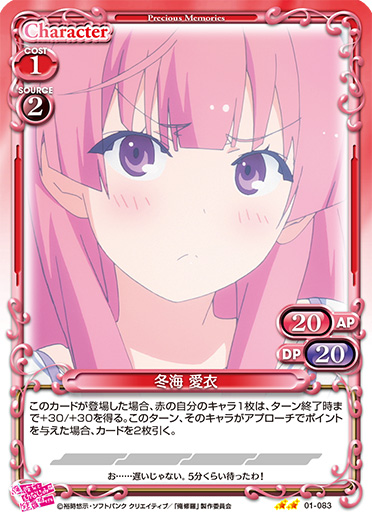 Precious Memories
Character
COST
1
SOURCE
2
20 AP
DP 20
冬海 愛衣
このカードが登場した場合、赤の自分のキャラ1枚は、ターン終了時まで+30/+30を得る。このターン、そのキャラがアプローチでポイントを与えた場合、カードを2枚引く。
お……遅いじゃない。5分くらい待ったわ!
©裕時悠示・ソフトバンク クリエイティブ/「俺修羅」製作委員会
01-083